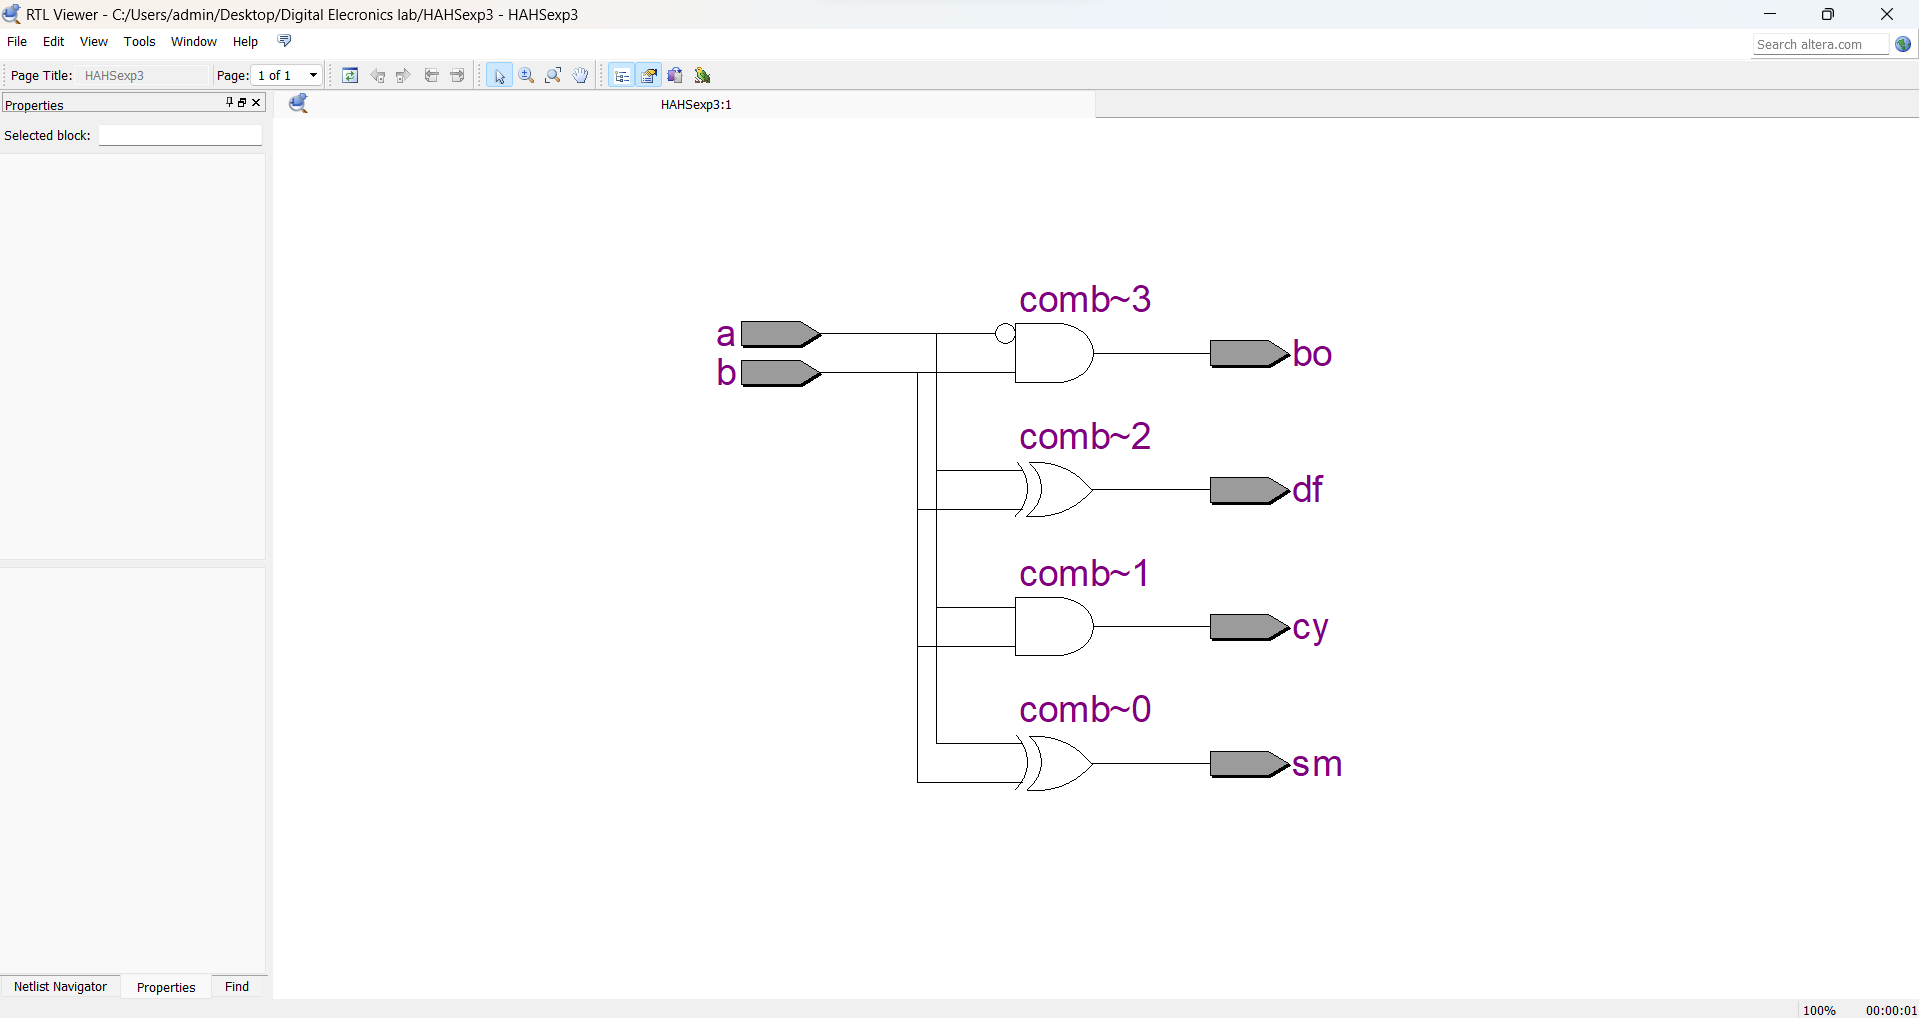 RTL Viewer - C:/Users/admin/Desktop/Digital Elecronics lab/HAHSexp3 - HAHSexp3
File Edit View Tools Window Help
Search altera.com
Page Title: HAHSexp3 Page: 1 of 1
Properties
HAHSexp3:1
Selected block:
comb~3
a
bo
b
comb~2
df
comb~1
cy
comb~0
sm
Netlist Navigator Properties Find
100% 00:00:01